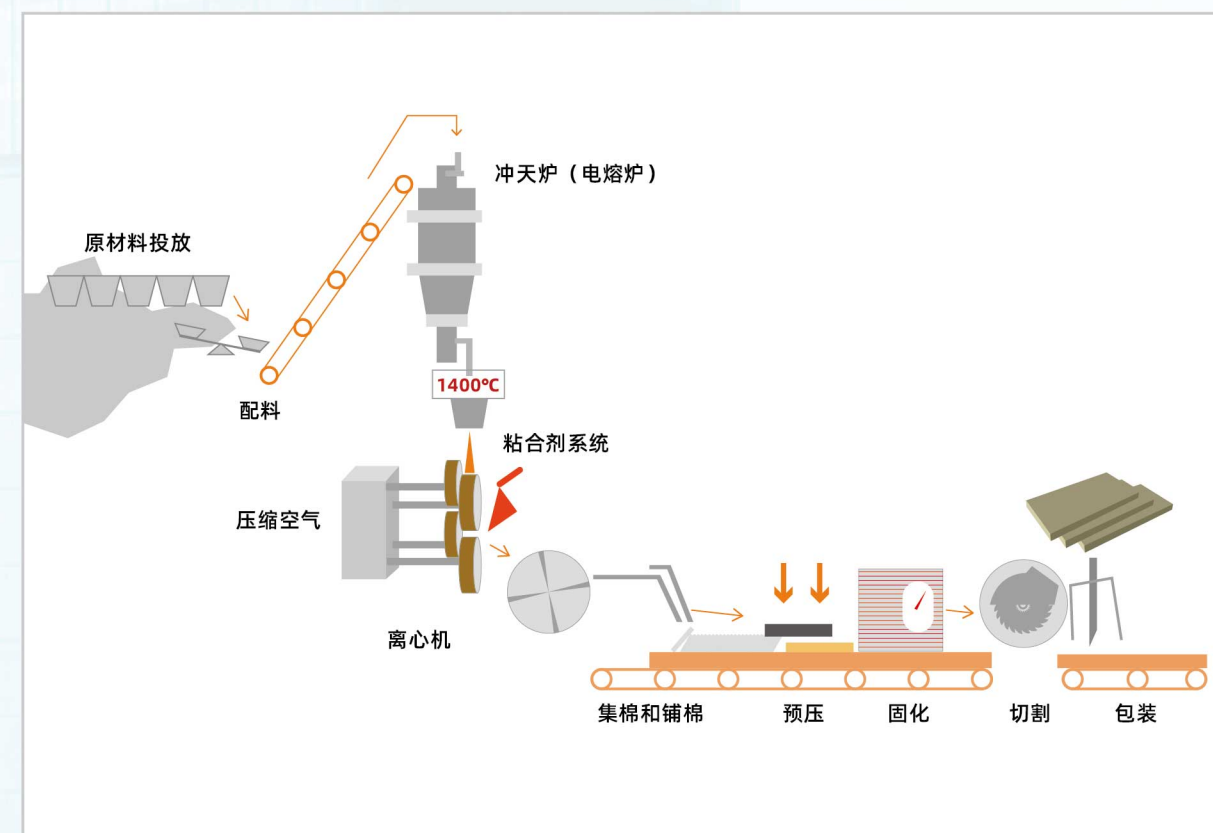 冲天炉（电熔炉）
原材料投放
1400℃
配料
粘合剂系统
压缩空气
离心机
集棉和铺棉
预压
固化
切割
包装